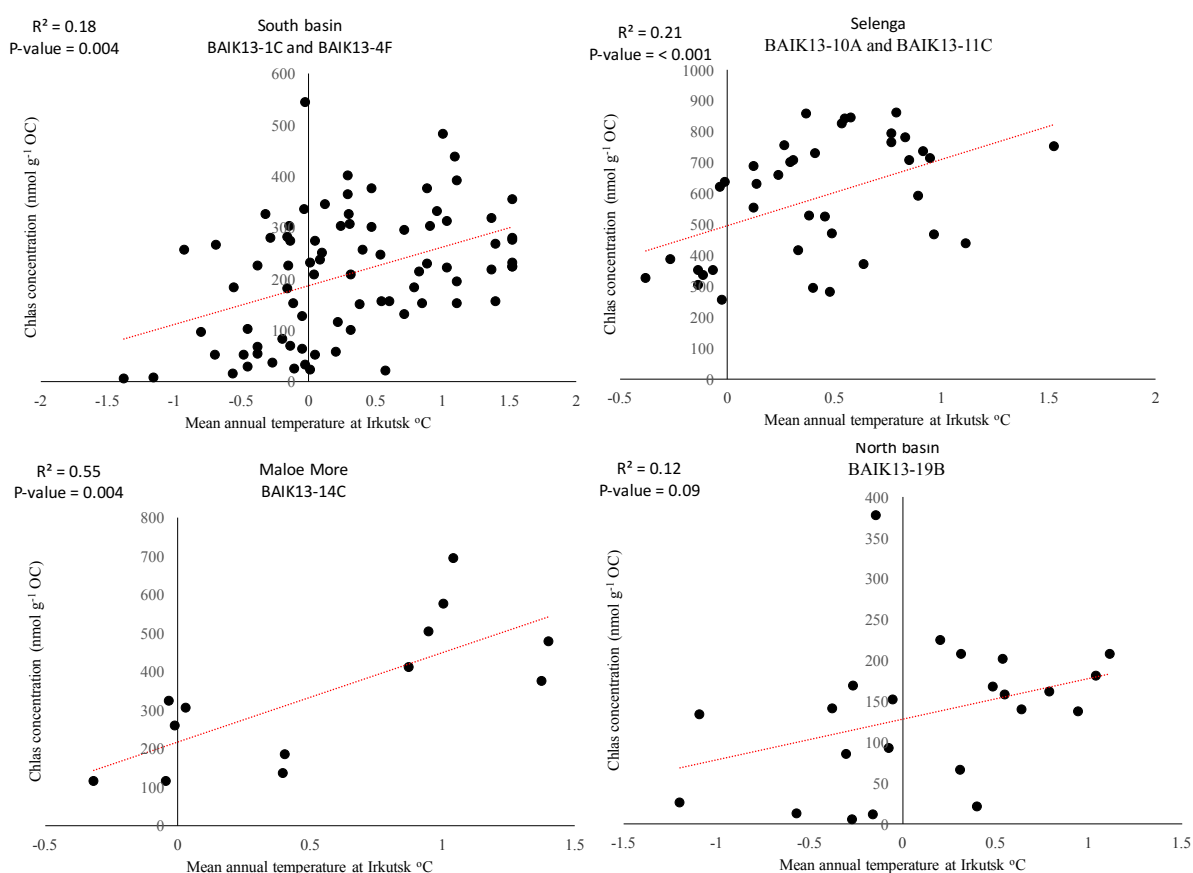 R² = 0.18
P-value = 0.004
South basin
BAIK13-1C and BAIK13-4F
Chlas concentration (nmol g⁻¹ OC)
600
500
400
300
200
100
0
-2
-1
-0.5
0
0.5
1
1.5
2
Mean annual temperature at Irkutsk °C
R² = 0.21
P-value = < 0.001
Selenga
BAIK13-10A and BAIK13-11C
Chlas concentration (nmol g⁻¹ OC)
1000
900
800
700
600
500
400
300
200
100
0
-0.5
0
0.5
1
1.5
2
Mean annual temperature at Irkutsk °C
R² = 0.55
P-value = 0.004
Maloe More
BAIK13-14C
Chlas concentration (nmol g⁻¹ OC)
800
700
600
500
400
300
200
100
0
-0.5
0
0.5
1
1.5
Mean annual temperature at Irkutsk °C
R² = 0.12
P-value = 0.09
North basin
BAIK13-19B
Chlas concentration (nmol g⁻¹ OC)
400
350
250
200
150
100
50
0
-1.5
-1
-0.5
0
0.5
1
1.5
Mean annual temperature at Irkutsk °C